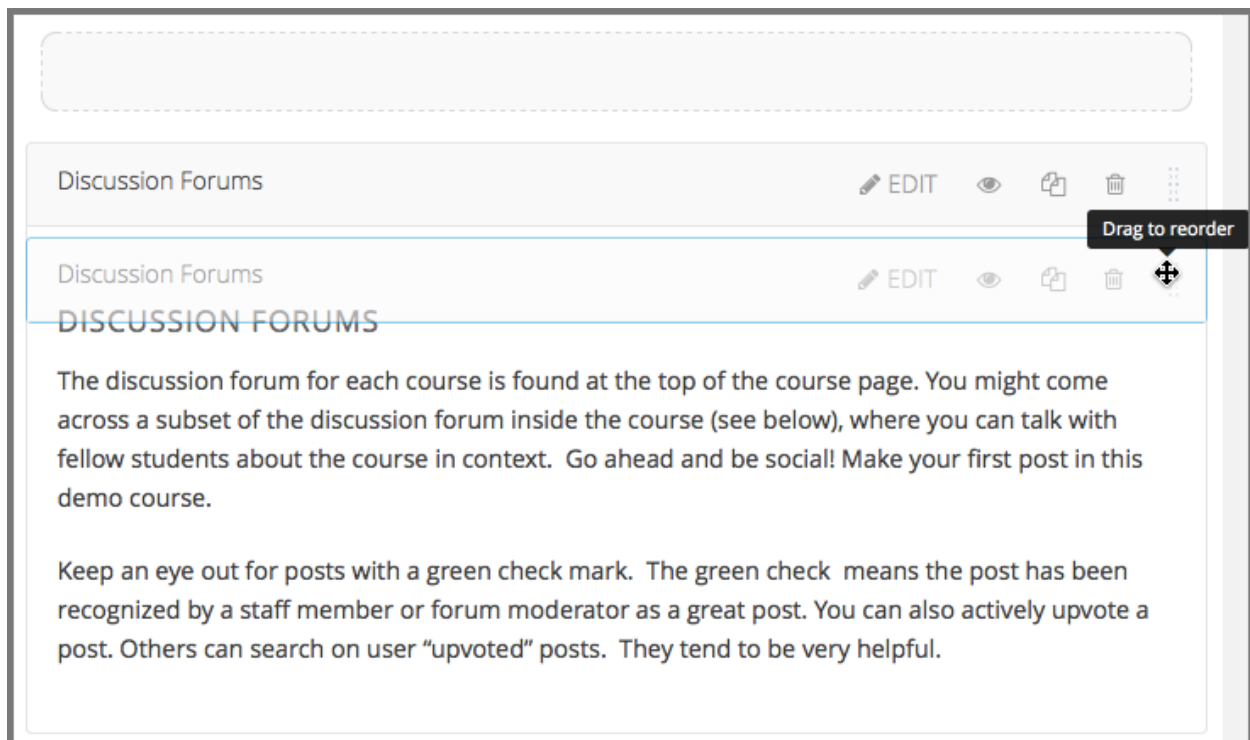 Discussion Forums
EDIT
Drag to reorder
Discussion Forums
EDIT
DISCUSSION FORUMS
The discussion forum for each course is found at the top of the course page. You might come
across a subset of the discussion forum inside the course (see below), where you can talk with
fellow students about the course in context.  Go ahead and be social! Make your first post in this
demo course.
Keep an eye out for posts with a green check mark.  The green check  means the post has been
recognized by a staff member or forum moderator as a great post. You can also actively upvote a
post. Others can search on user “upvoted” posts.  They tend to be very helpful.